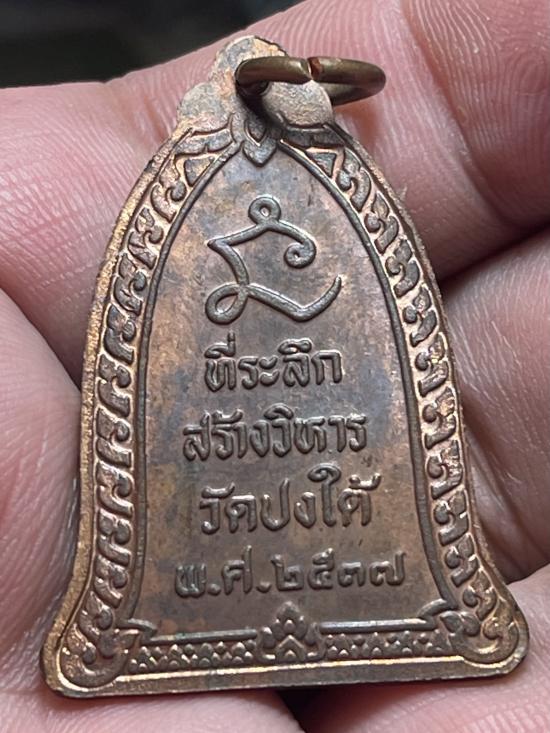 ที่ระลึก
สร้างวิหาร
วัดปงใต้
พ.ศ.๒๕๓๗